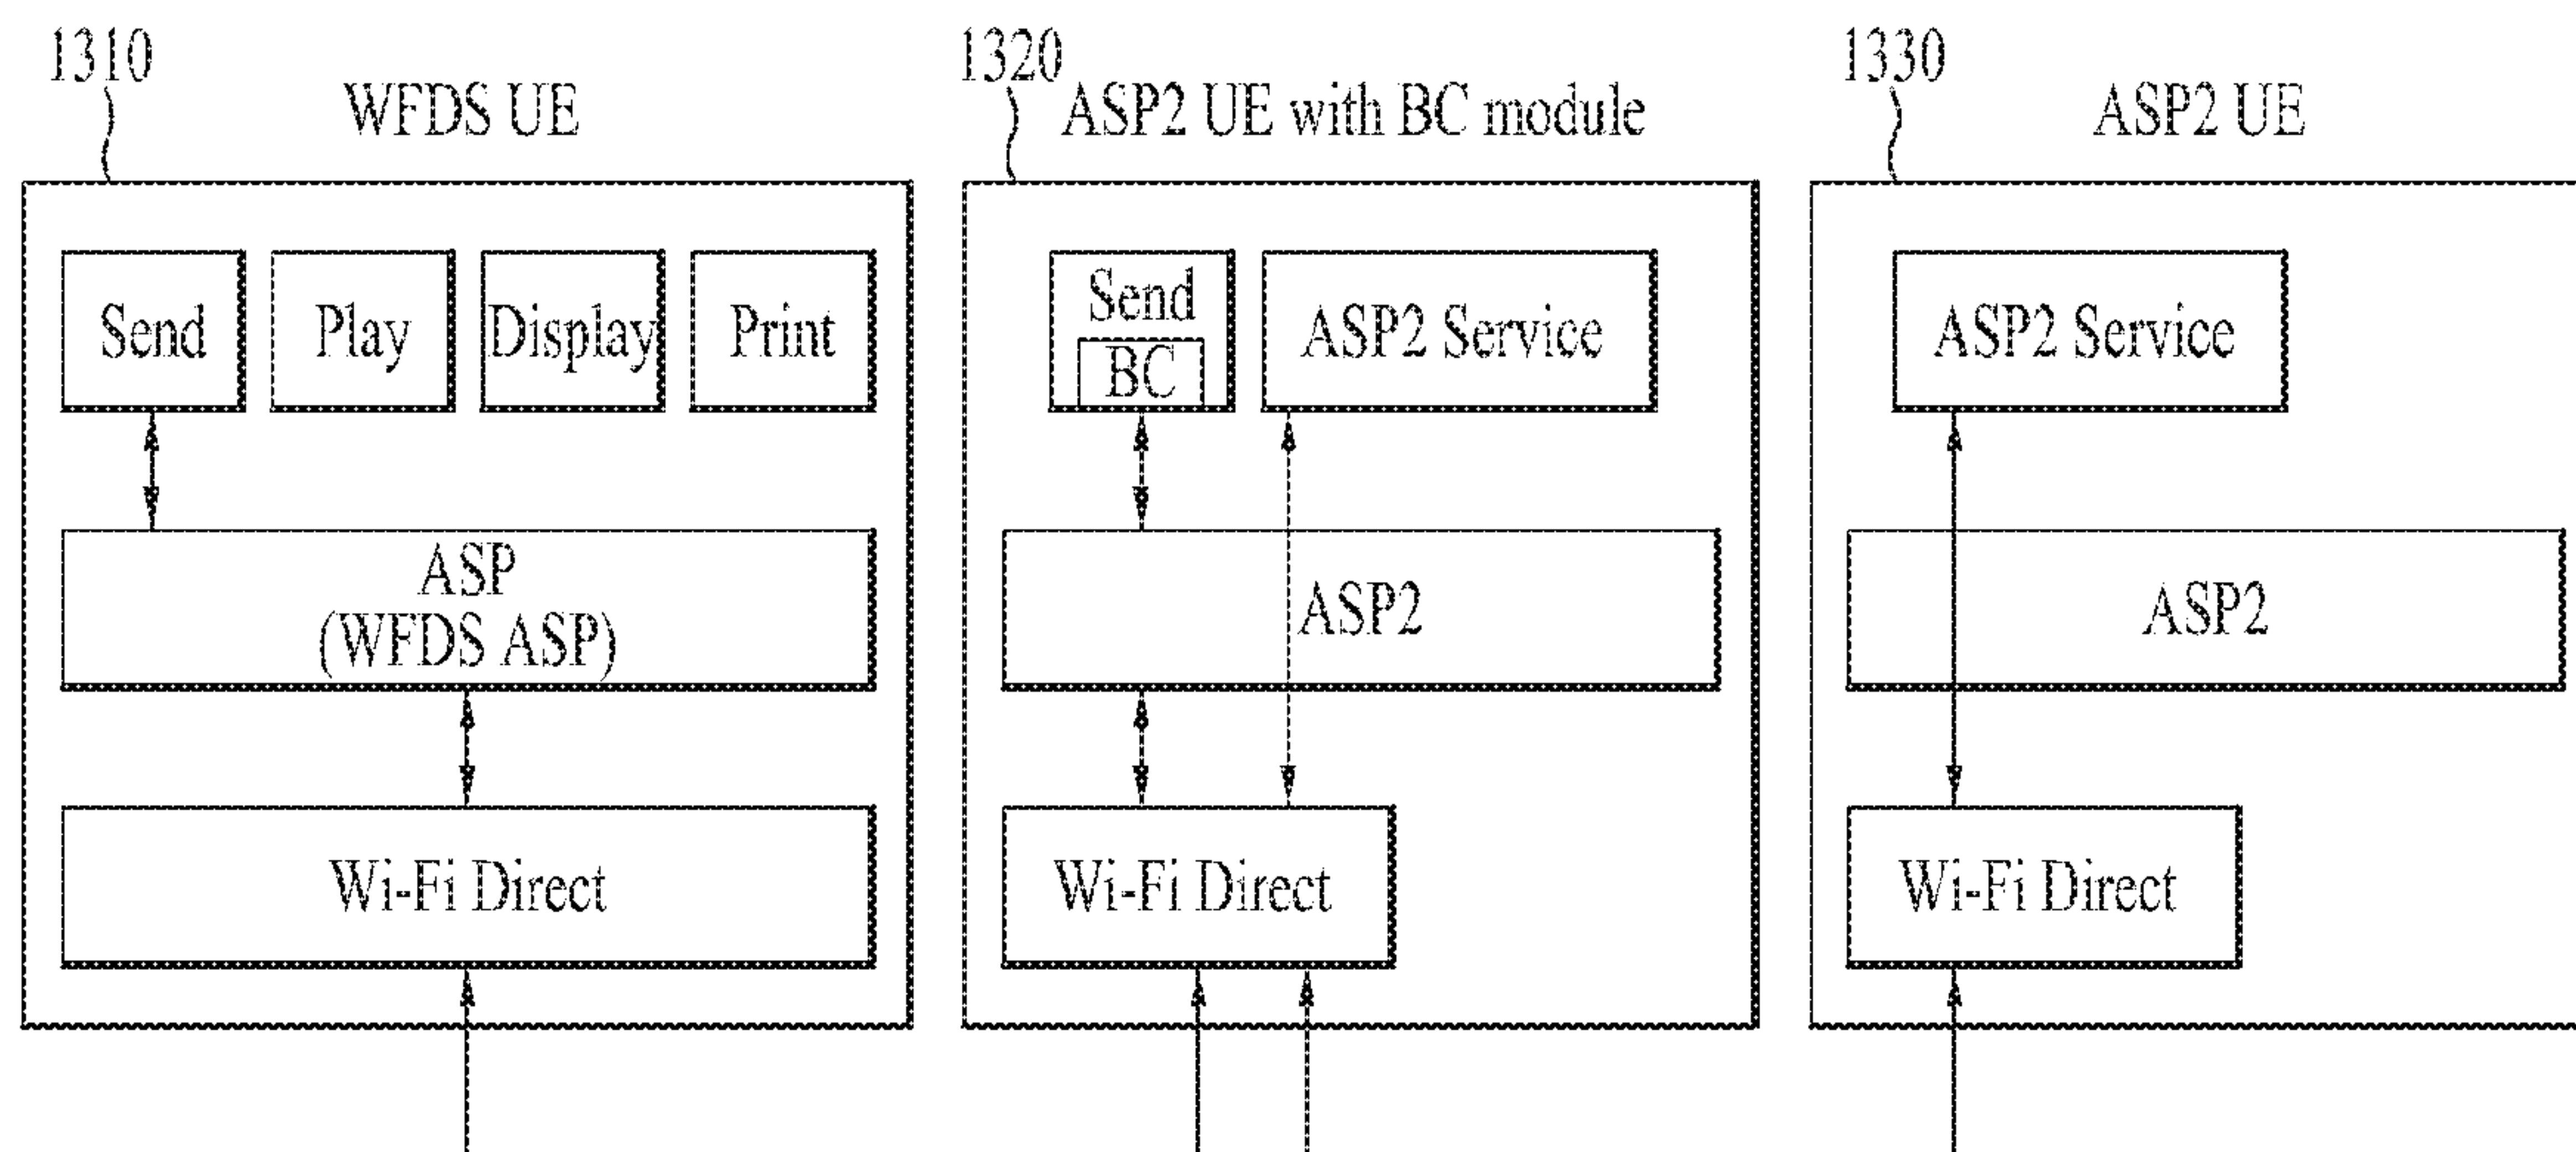 1310
WFDS UE
1320
ASP2 UE with BC module
1330
ASP2 UE
Send
Play
Display
Print
ASP
(WFDS ASP)
Wi-Fi Direct
Send
BC
ASP2 Service
ASP2
Wi-Fi Direct
ASP2 Service
ASP2
Wi-Fi Direct